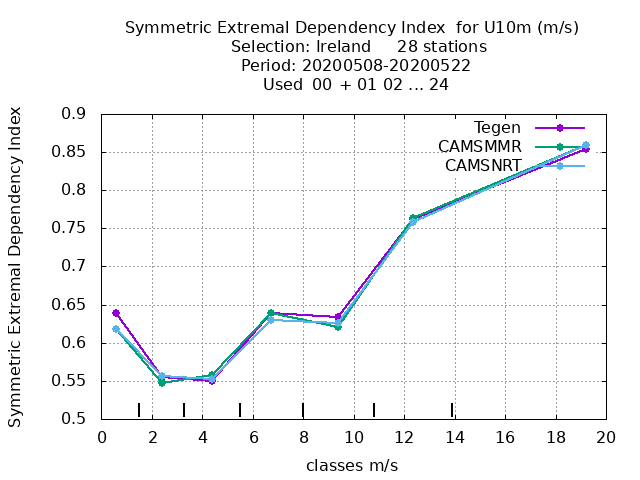 Symmetric Extremal Dependency Index  for U10m (m/s)
Selection: Ireland     28 stations
Period: 20200508-20200522
Used  00 + 01 02 ... 24
Symmetric Extremal Dependency Index
0.9
0.85
0.8
0.75
0.7
0.65
0.6
0.55
0.5
Tegen
CAMSMMR
CAMSNRT
0 2 4 6 8 10 12 14 16 18 20
classes m/s